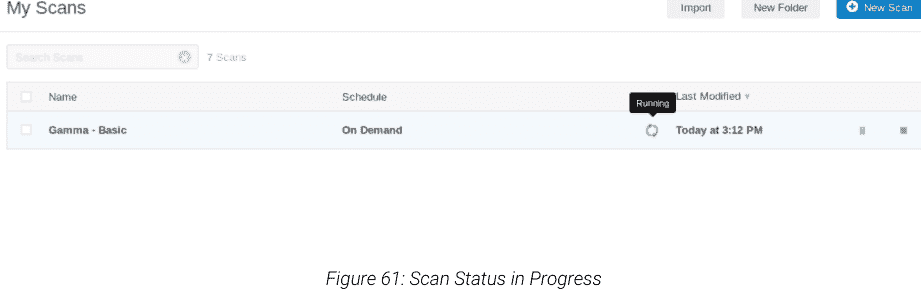 My Scans
Import
New Folder
New Scan
Search Scans
7 Scans
Name
Schedule
Running
Last Modified
Gamma - Basic
On Demand
Today at 3:12 PM
Figure 61: Scan Status in Progress